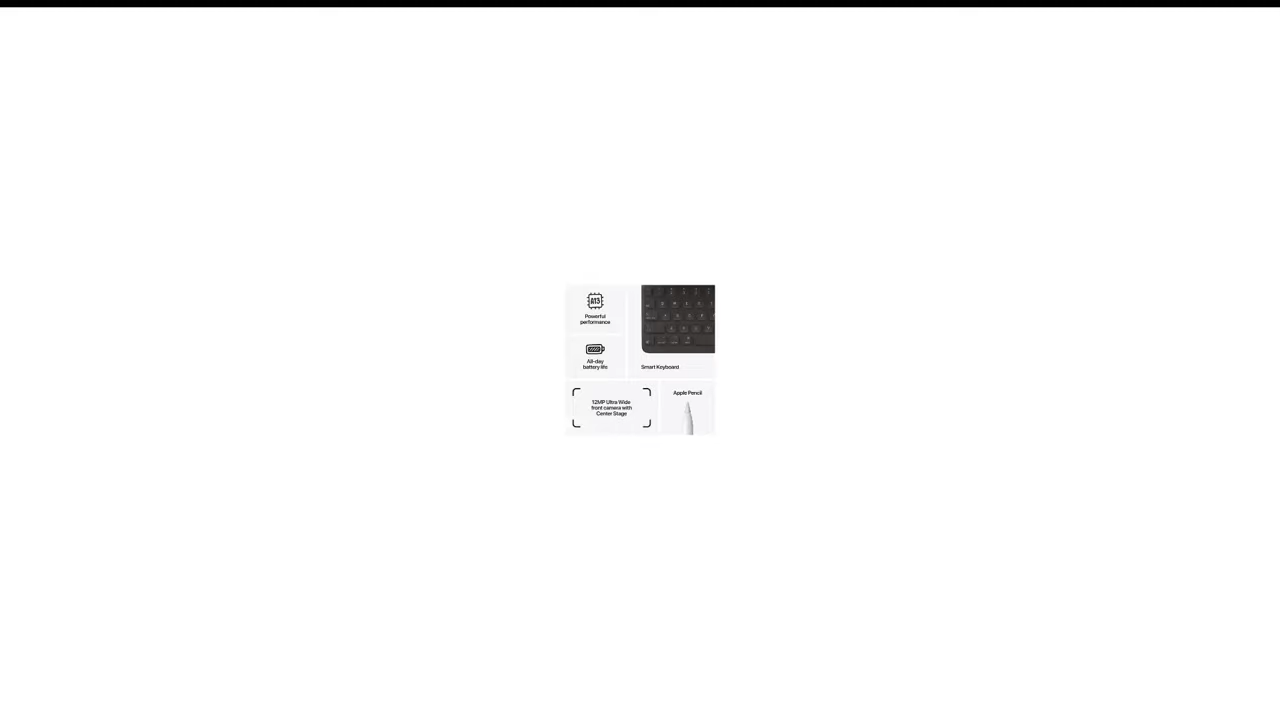 A13
Powerful
performance
All-day
battery life
Smart Keyboard
12MP Ultra Wide
front camera with
Center Stage
Apple Pencil